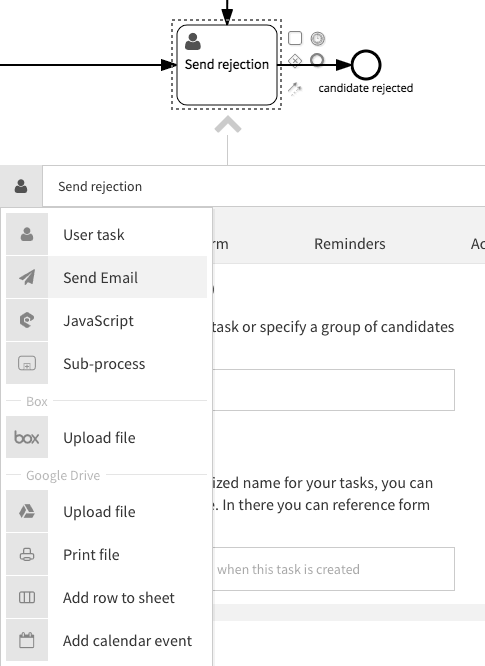 Send rejection
candidate rejected
Send rejection
User task
rm
Reminders
Send Email
)
JavaScript
task or specify a group of candidates
Sub-process
Box
box
Upload file
Google Drive
ized name for your tasks, you can
Upload file
e. In there you can reference form
Print file
when this task is created
Add row to sheet
Add calendar event